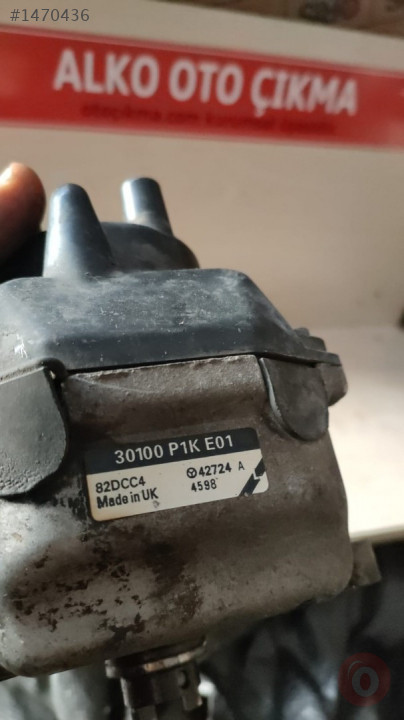 #1470436
ALKO OTO ÇIKMA
30100 P1K E01
82DCC4 42724 A
Made in UK 4598